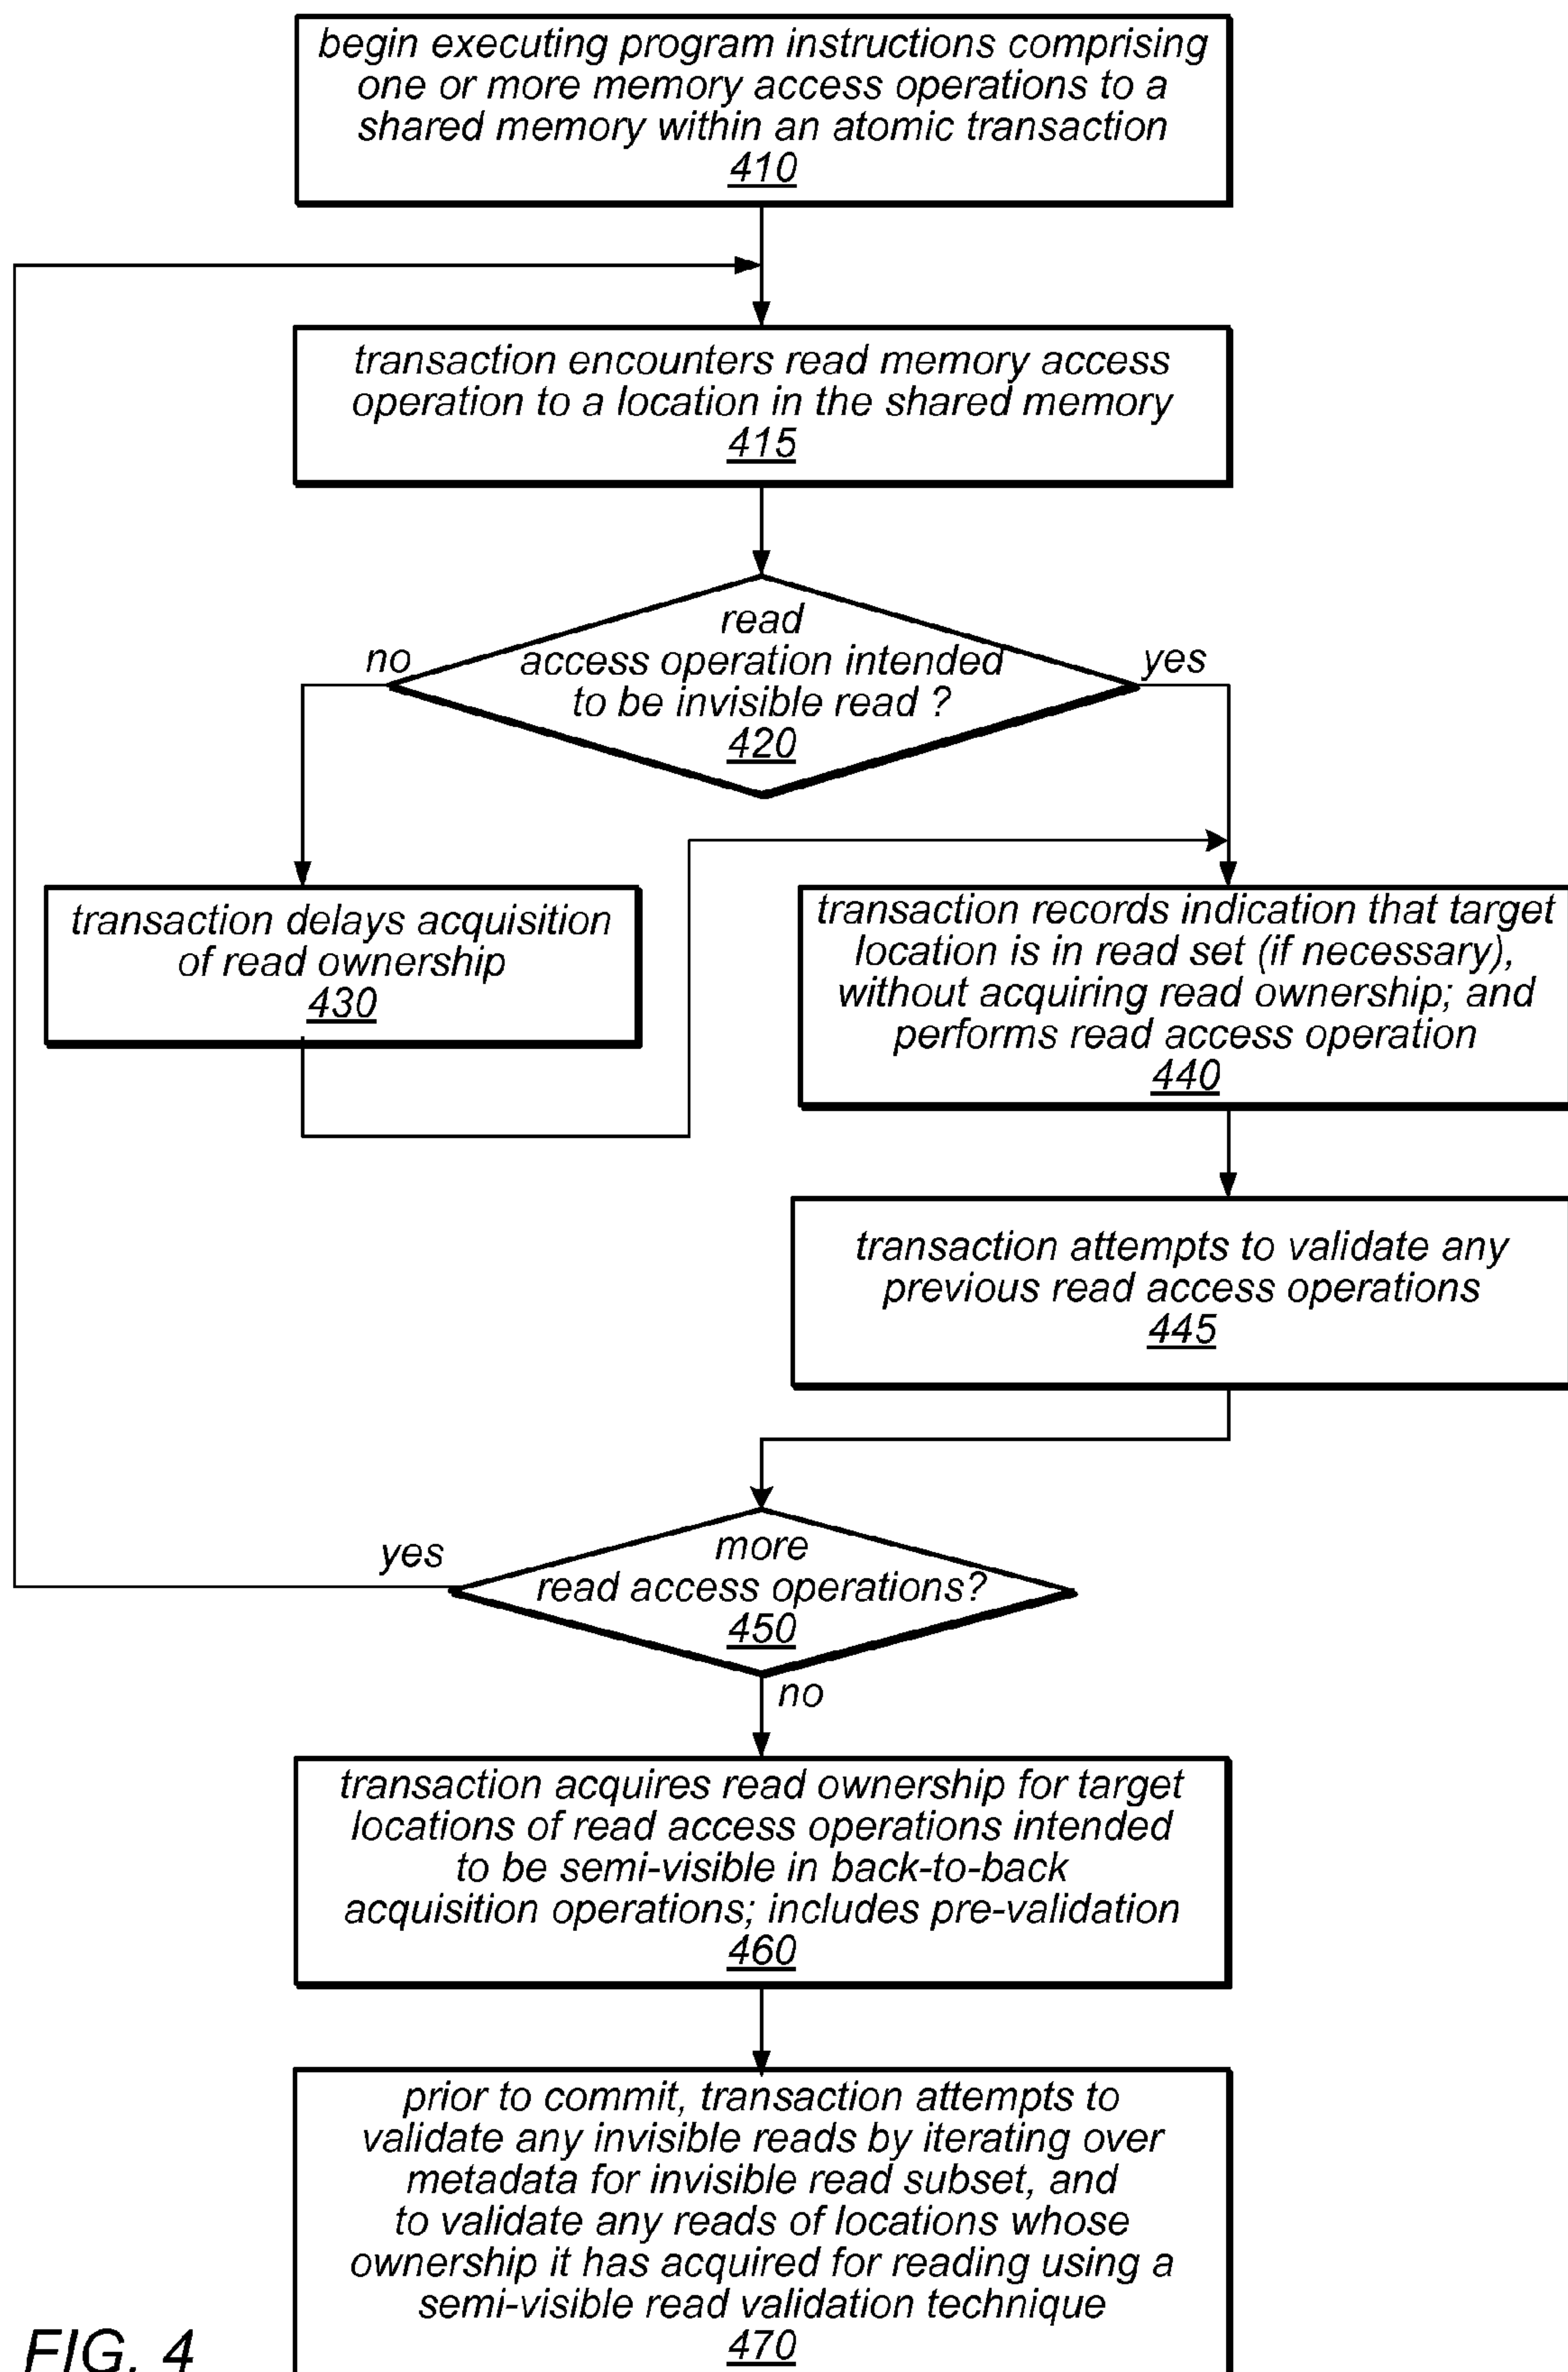 begin executing program instructions comprising
one or more memory access operations to a
shared memory within an atomic transaction
410
transaction encounters read memory access
operation to a location in the shared memory
415
read
access operation intended
to be invisible read ?
420
no
yes
transaction delays acquisition
of read ownership
430
transaction records indication that target
location is in read set (if necessary),
without acquiring read ownership; and
performs read access operation
440
transaction attempts to validate any
previous read access operations
445
more
read access operations?
450
yes
no
transaction acquires read ownership for target
locations of read access operations intended
to be semi-visible in back-to-back
acquisition operations; includes pre-validation
460
prior to commit, transaction attempts to
validate any invisible reads by iterating over
metadata for invisible read subset, and
to validate any reads of locations whose
ownership it has acquired for reading using a
semi-visible read validation technique
470
FIG. 4